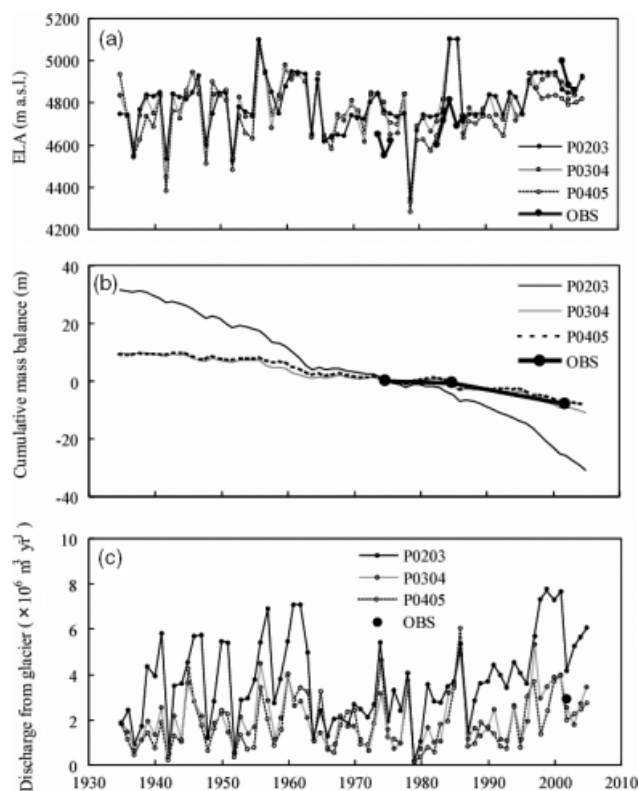 (a)
5200
5000
4800
4600
4400
4200
ELA (m a.s.l.)
P0203
P0304
P0405
OBS
(b)
40
20
0
-20
-40
Cumulative mass balance (m)
P0203
P0304
P0405
OBS
(c)
10
8
6
4
2
0
Discharge from glacier (×10⁶ m³ yr¹)
P0203
P0304
P0405
OBS
1930 1940 1950 1960 1970 1980 1990 2000 2010